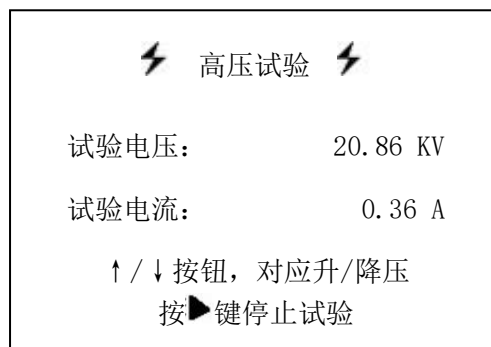 高压试验
试验电压： 20.86 KV
试验电流： 0.36 A
↑/↓按钮，对应升/降压
按▶键停止试验